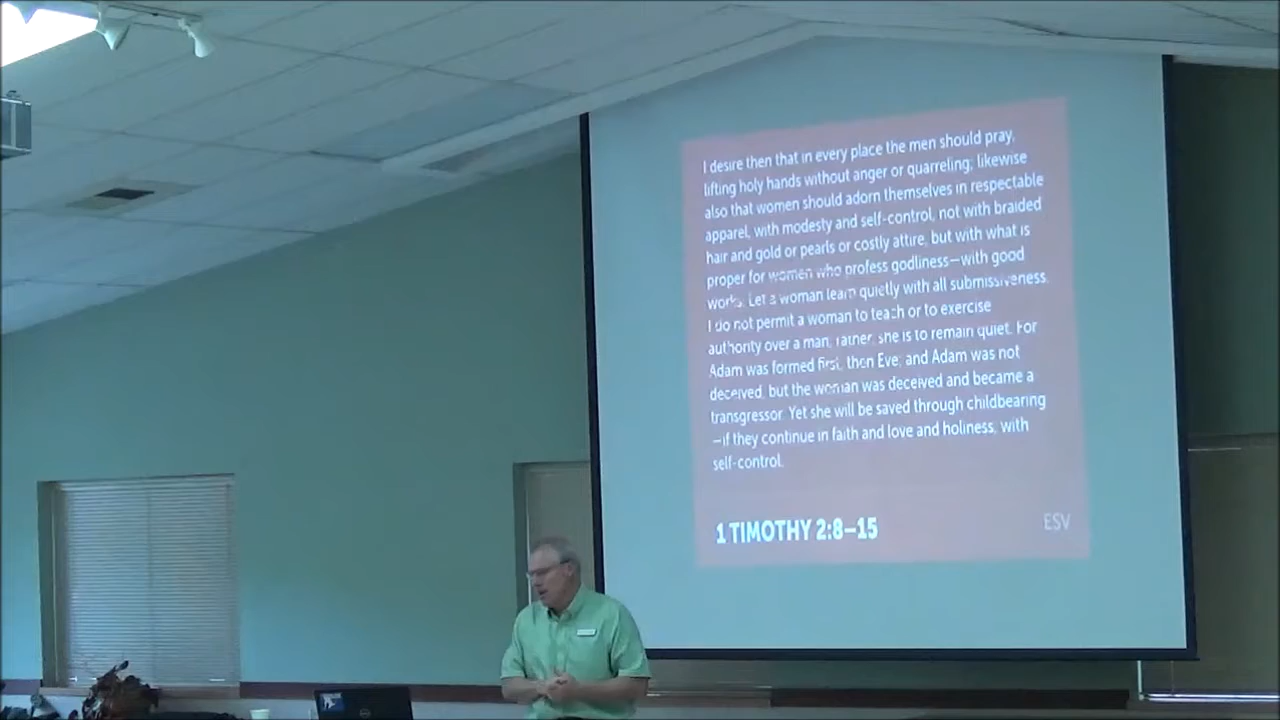 I desire then that in every place the men should pray,
lifting holy hands without anger or quarreling; likewise
also that women should adorn themselves in respectable
apparel, with modesty and self-control, not with braided
hair and gold or pearls or costly attire, but with what is
proper for women who profess godliness—with good
works. Let a woman learn quietly with all submissiveness.
I do not permit a woman to teach or to exercise
authority over a man; rather, she is to remain quiet. For
Adam was formed first, then Eve; and Adam was not
deceived, but the woman was deceived and became a
transgressor. Yet she will be saved through childbearing
—if they continue in faith and love and holiness, with
self-control.
1 TIMOTHY 2:8–15
ESV